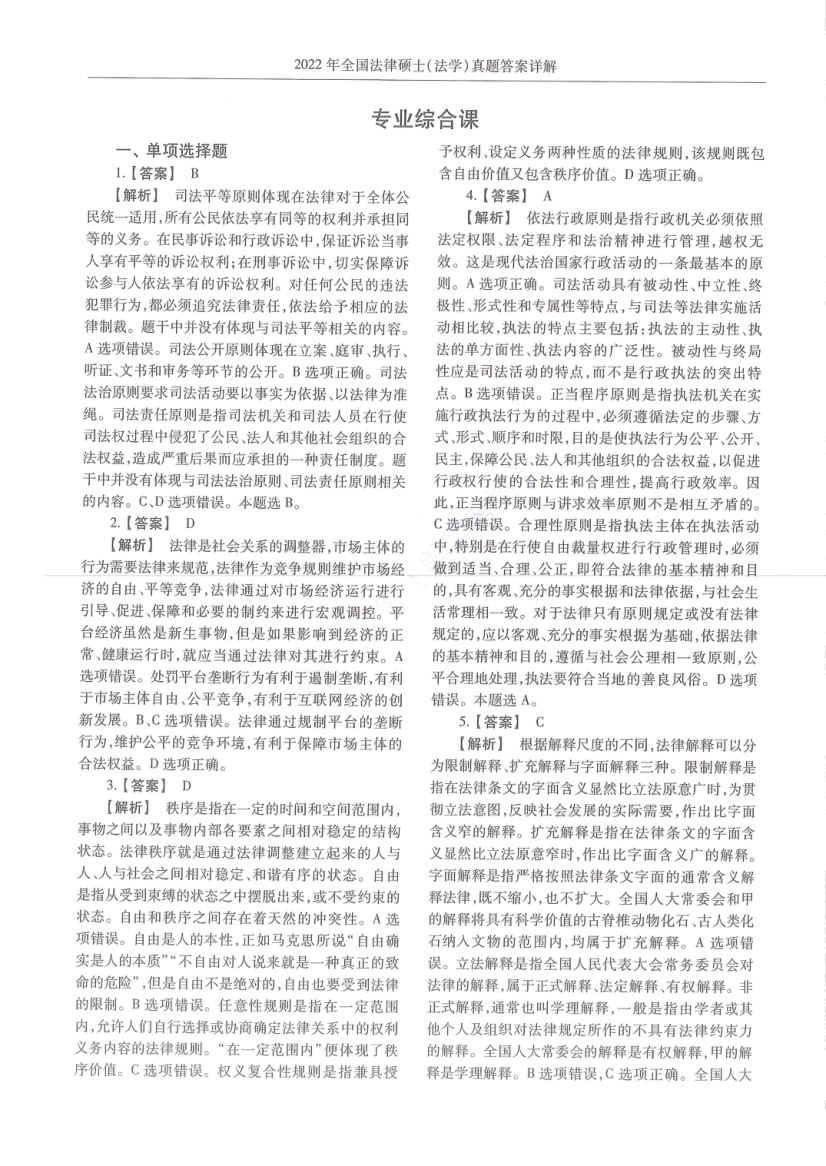 2022 年全国法律硕士(法学)真题答案详解
专业综合课
一、单项选择题
1.【答案】 B
【解析】 司法平等原则体现在法律对于全体公
民统一适用,所有公民依法享有同等的权利并承担同
等的义务。在民事诉讼和行政诉讼中,保证诉讼当事
人享有平等的诉讼权利;在刑事诉讼中,切实保障诉
讼参与人依法享有的诉讼权利。对任何公民的违法
犯罪行为,都必须追究法律责任,依法给予相应的法
律制裁。题干中并没有体现与司法平等相关的内容。
A 选项错误。司法公开原则体现在立案、庭审、执行、
听证、文书和审务等环节的公开。B 选项正确。司法
法治原则要求司法活动要以事实为依据、以法律为准
绳。司法责任原则是指司法机关和司法人员在行使
司法权过程中侵犯了公民、法人和其他社会组织的合
法权益,造成严重后果而应承担的一种责任制度。题
干中并没有体现与司法法治原则、司法责任原则相关
的内容。C、D 选项错误。本题选 B。
2.【答案】 D
【解析】 法律是社会关系的调整器,市场主体的
行为需要法律来规范,法律作为竞争规则维护市场经
济的自由、平等竞争,法律通过对市场经济运行进行
引导、促进、保障和必要的制约来进行宏观调控。平
台经济虽然是新生事物,但是如果影响到经济的正
常、健康运行时,就应当通过法律对其进行约束。A
选项错误。处罚平台垄断行为有利于遏制垄断,有利
于市场主体自由、公平竞争,有利于互联网经济的创
新发展。B、C 选项错误。法律通过规制平台的垄断
行为,维护公平的竞争环境,有利于保障市场主体的
合法权益。D 选项正确。
3.【答案】 D
【解析】 秩序是指在一定的时间和空间范围内,
事物之间以及事物内部各要素之间相对稳定的结构
状态。法律秩序就是通过法律调整建立起来的人与
人、人与社会之间相对稳定、和谐有序的状态。自由
是指从受到束缚的状态之中摆脱出来,或不受约束的
状态。自由和秩序之间存在着天然的冲突性。A 选
项错误。自由是人的本性,正如马克思所说“自由确
实是人的本质”“不自由对人说来就是一种真正的致
命的危险”,但是自由不是绝对的,自由也要受到法律
的限制。B 选项错误。任意性规则是指在一定范围
内,允许人们自行选择或协商确定法律关系中的权利
义务内容的法律规则。“在一定范围内”便体现了秩
序价值。C 选项错误。权义复合性规则是指兼具授
予权利、设定义务两种性质的法律规则,该规则既包
含自由价值又包含秩序价值。D 选项正确。
4.【答案】 A
【解析】 依法行政原则是指行政机关必须依照
法定权限、法定程序和法治精神进行管理,越权无
效。这是现代法治国家行政活动的一条最基本的原
则。A 选项正确。司法活动具有被动性、中立性、终
极性、形式性和专属性等特点,与司法等法律实施活
动相比较,执法的特点主要包括:执法的主动性、执
法的单方面性、执法内容的广泛性。被动性与终局
性应是司法活动的特点,而不是行政执法的突出特
点。B 选项错误。正当程序原则是指执法机关在实
施行政执法行为的过程中,必须遵循法定的步骤、方
式、形式、顺序和时限,目的是使执法行为公平、公开、
民主,保障公民、法人和其他组织的合法权益,以促进
行政权行使的合法性和合理性,提高行政效率。因
此,正当程序原则与讲求效率原则不是相互矛盾的。
C 选项错误。合理性原则是指执法主体在执法活动
中,特别是在行使自由裁量权进行行政管理时,必须
做到适当、合理、公正,即符合法律的基本精神和目
的,具有客观、充分的事实根据和法律依据,与社会生
活常理相一致。对于法律只有原则规定或没有法律
规定的,应以客观、充分的事实根据为基础,依据法律
的基本精神和目的,遵循与社会公理相一致原则,公
平合理地处理,执法要符合当地的善良风俗。D 选项
错误。本题选 A。
5.【答案】 C
【解析】 根据解释尺度的不同,法律解释可以分
为限制解释、扩充解释与字面解释三种。限制解释是
指在法律条文的字面含义显然比立法原意广时,为贯
彻立法意图,反映社会发展的实际需要,作出比字面
含义窄的解释。扩充解释是指在法律条文的字面含
义显然比立法原意窄时,作出比字面含义广的解释。
字面解释是指严格按照法律条文字面的通常含义解
释法律,既不缩小,也不扩大。全国人大常委会和甲
的解释将具有科学价值的古脊椎动物化石、古人类化
石纳入文物的范围内,均属于扩充解释。A 选项错
误。立法解释是指全国人民代表大会常务委员会对
法律的解释,属于正式解释、法定解释、有权解释。非
正式解释,通常也叫学理解释,一般是指由学者或其
他个人及组织对法律规定所作的不具有法律约束力
的解释。全国人大常委会的解释是有权解释,甲的解
释是学理解释。B 选项错误,C 选项正确。全国人大